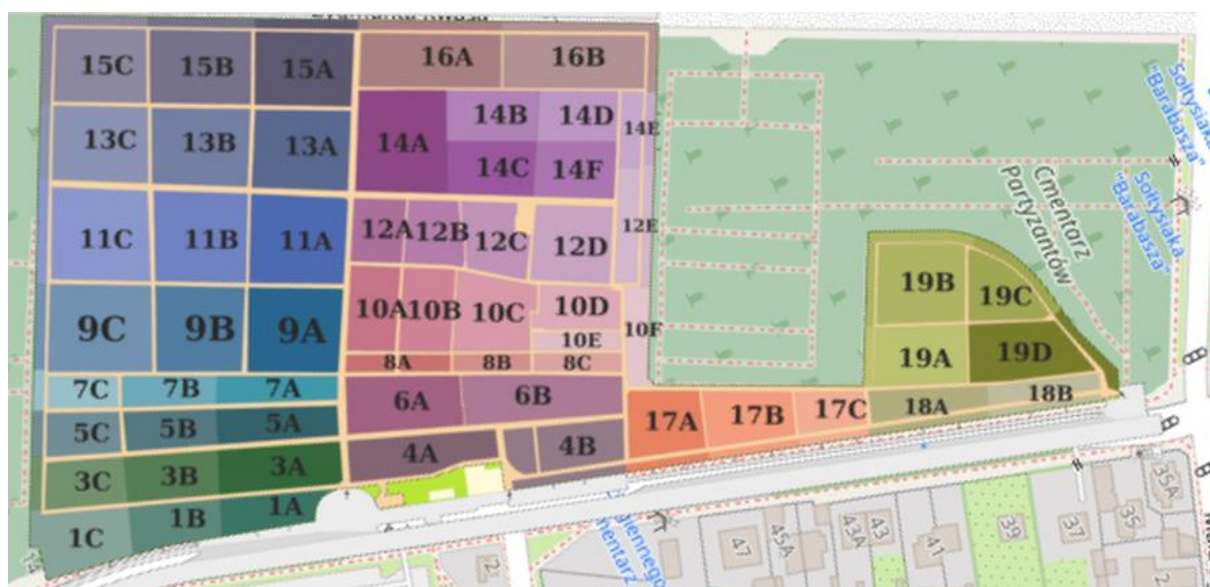 15C 15B 15A 16A 16B
14B 14D 14E
13C 13B 13A 14A
14C 14F
11C 11B 11A 12A 12B 12C 12D 12E
9C 9B 9A 10A 10B 10C 10D 10F
10E
8A 8B 8C
7C 7B 7A
6A 6B
5C 5B 5A
4A 4B
3C 3B 3A
1C 1B 1A
17A 17B 17C 18A 18B
19B 19C
19A 19D
Cmentarz
Partyzantów
Sołtysiaka
"Barabasza"
Sołtysiaka
"Barabasza"
47
45A
43A
43
41
39
37
35
35A
2